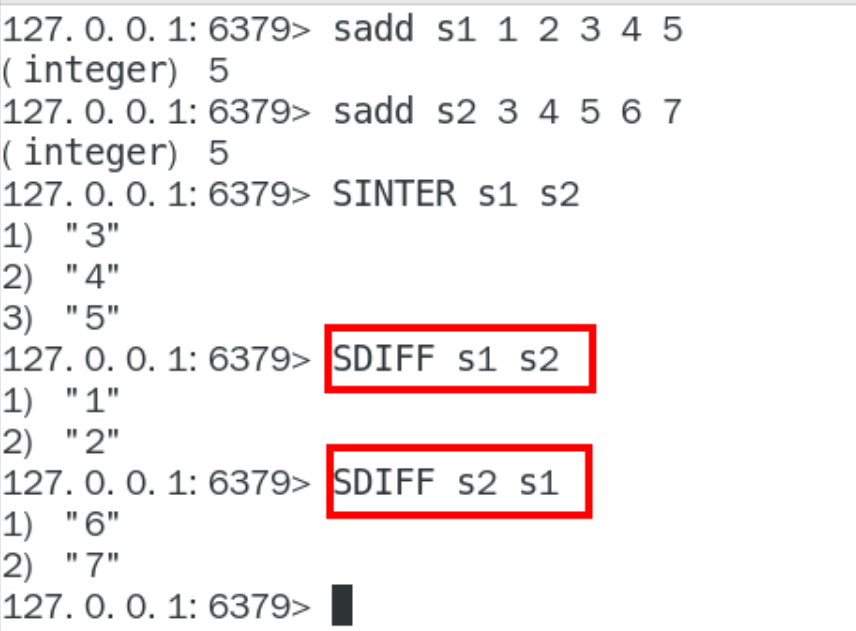 127.0.0.1:6379> sadd s1 1 2 3 4 5
(integer) 5
127.0.0.1:6379> sadd s2 3 4 5 6 7
(integer) 5
127.0.0.1:6379> SINTER s1 s2
1) "3"
2) "4"
3) "5"
127.0.0.1:6379> SDIFF s1 s2
1) "1"
2) "2"
127.0.0.1:6379> SDIFF s2 s1
1) "6"
2) "7"
127.0.0.1:6379>